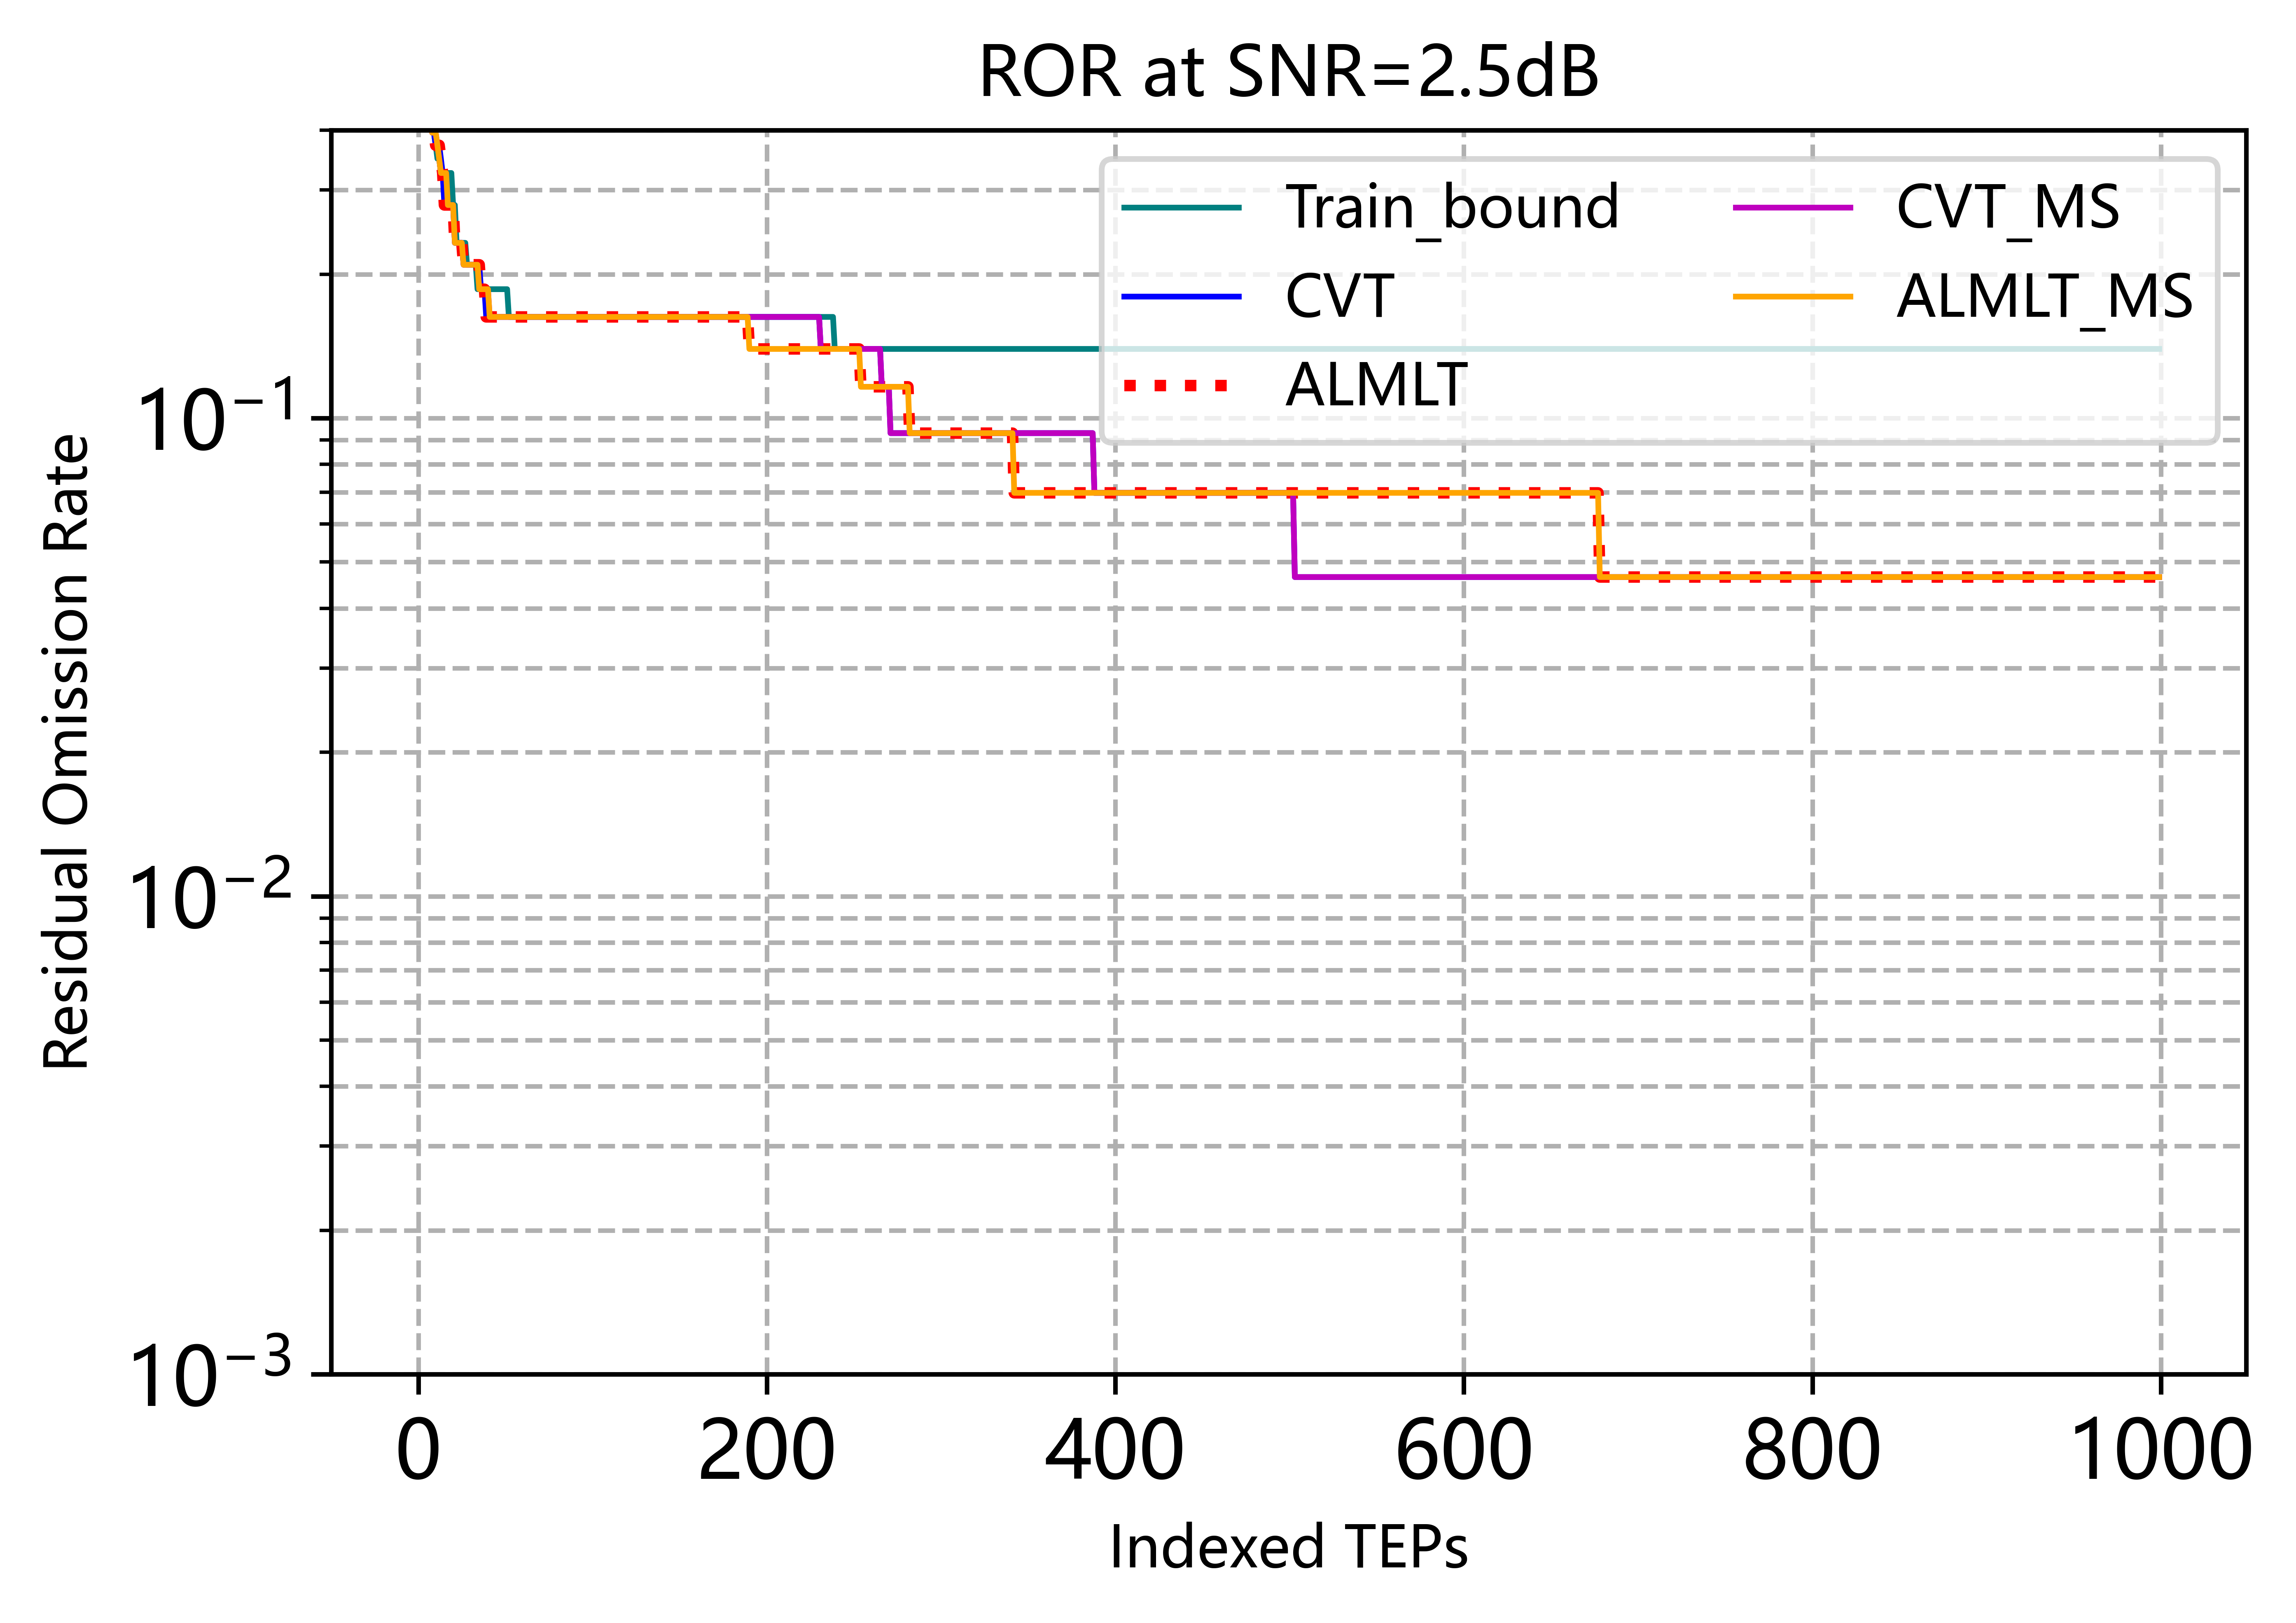 ROR at SNR=2.5dB
Train_bound
CVT
ALMLT
CVT_MS
ALMLT_MS
Residual Omission Rate
10⁻¹
10⁻²
10⁻³
0 200 400 600 800 1000
Indexed TEPs